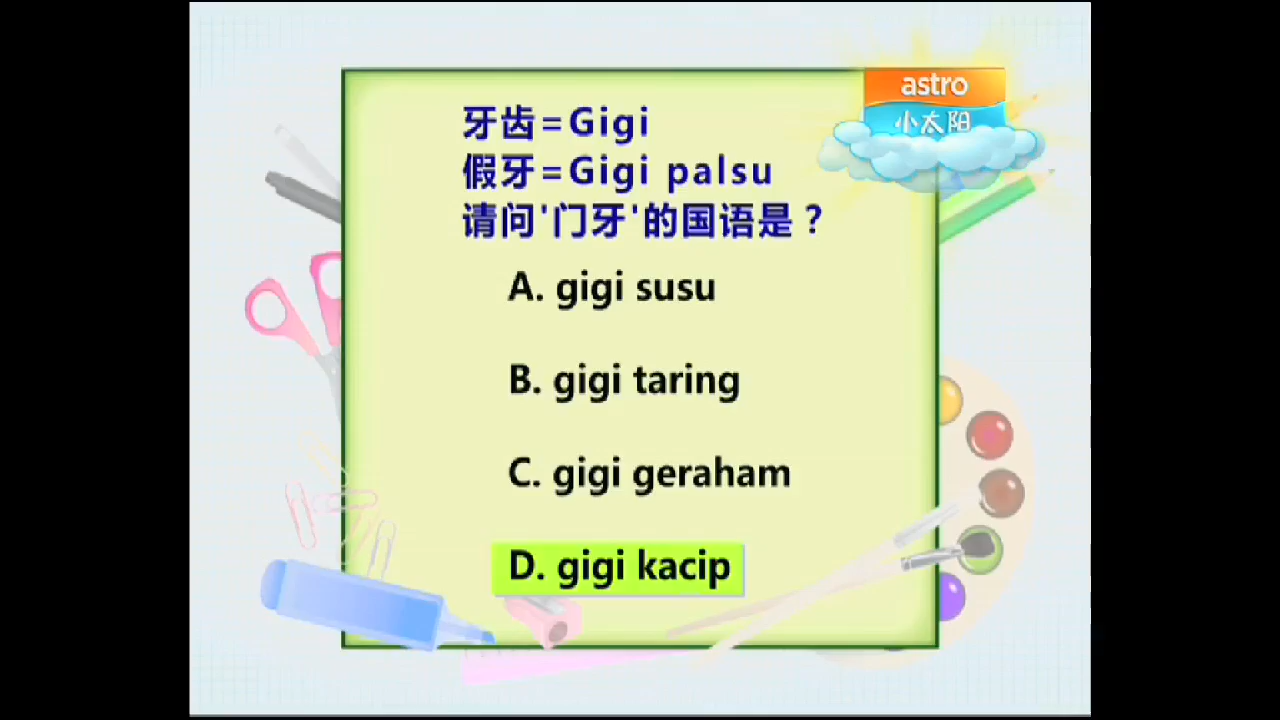 astro
小太阳
牙齿=Gigi
假牙=Gigi palsu
请问'门牙'的国语是？
A. gigi susu
B. gigi taring
C. gigi geraham
D. gigi kacip